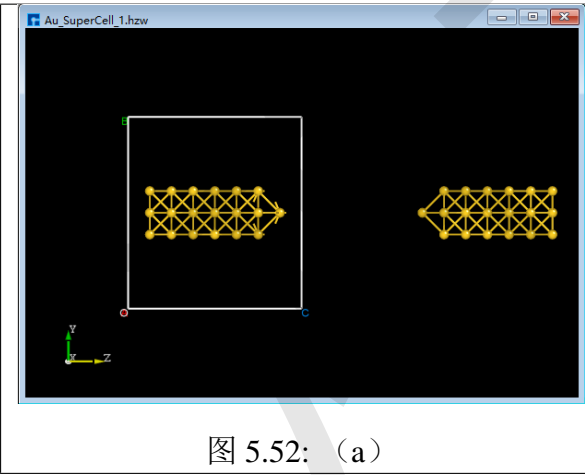 Au_SuperCell_1.hzw
B
O
C
Y
X
Z
图 5.52: （a）